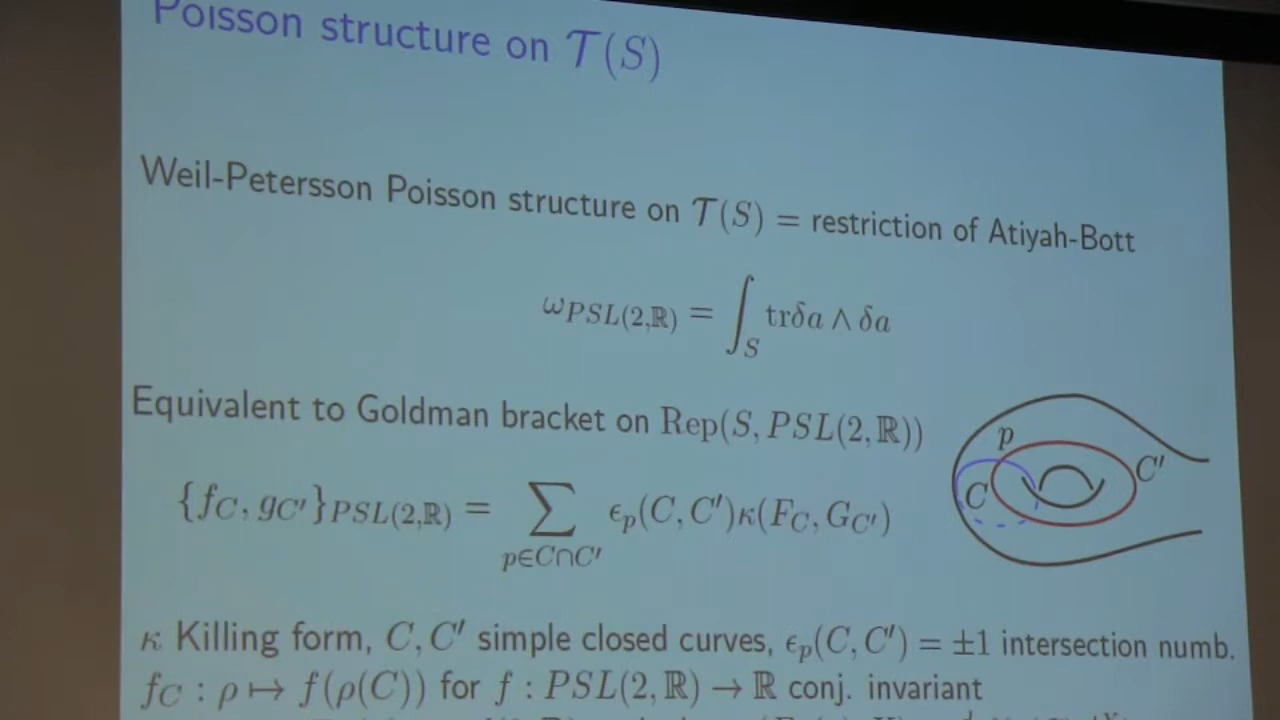 Poisson structure on 𝒯(S)
Weil-Petersson Poisson structure on 𝒯(S) = restriction of Atiyah-Bott
ω_{PSL(2,ℝ)} = ∫_S trδa ∧ δa
Equivalent to Goldman bracket on Rep(S, PSL(2,ℝ))
{f_C, g_{C′}}_{PSL(2,ℝ)} = ∑_{p∈C∩C′} ϵ_p(C, C′)κ(F_C, G_{C′})
p
C
C′
κ Killing form, C, C′ simple closed curves, ϵ_p(C, C′) = ±1 intersection numb.
f_C : ρ ↦ f(ρ(C)) for f : PSL(2,ℝ) → ℝ conj. invariant